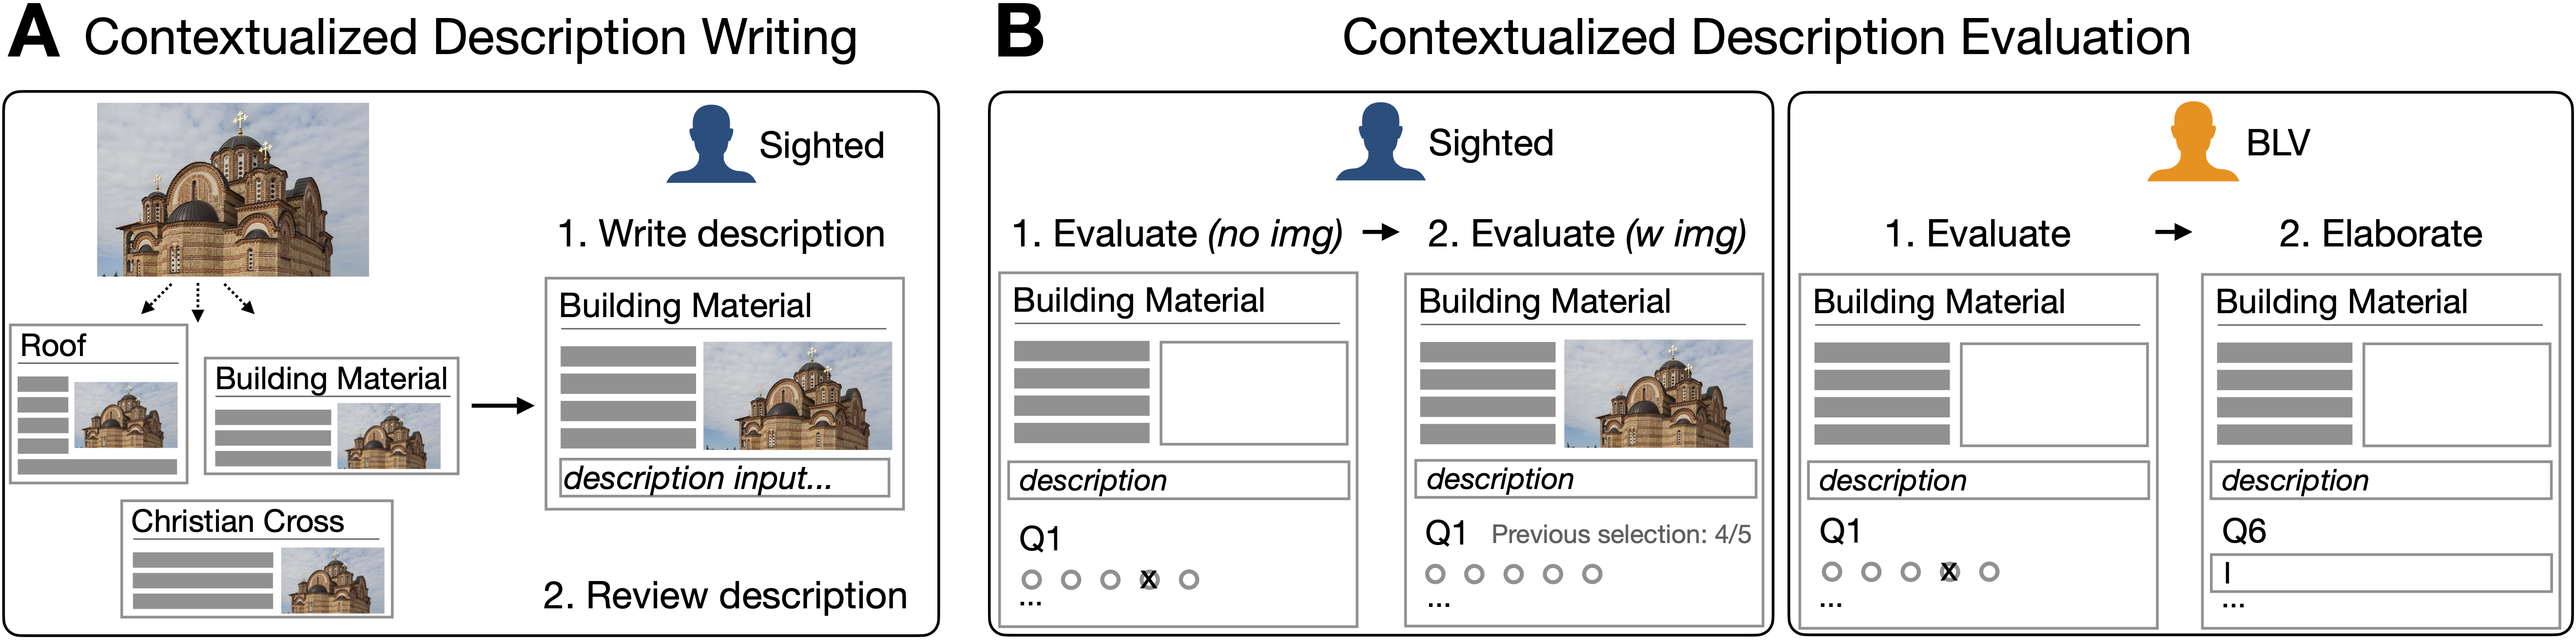 A Contextualized Description Writing
Sighted
1. Write description
Roof
Building Material
Christian Cross
Building Material
description input...
2. Review description
B Contextualized Description Evaluation
Sighted
1. Evaluate (no img)
2. Evaluate (w img)
Building Material
description
Q1
X
...
Building Material
description
Q1 Previous selection: 4/5
...
BLV
1. Evaluate
2. Elaborate
Building Material
description
Q1
X
...
Building Material
description
Q6
...